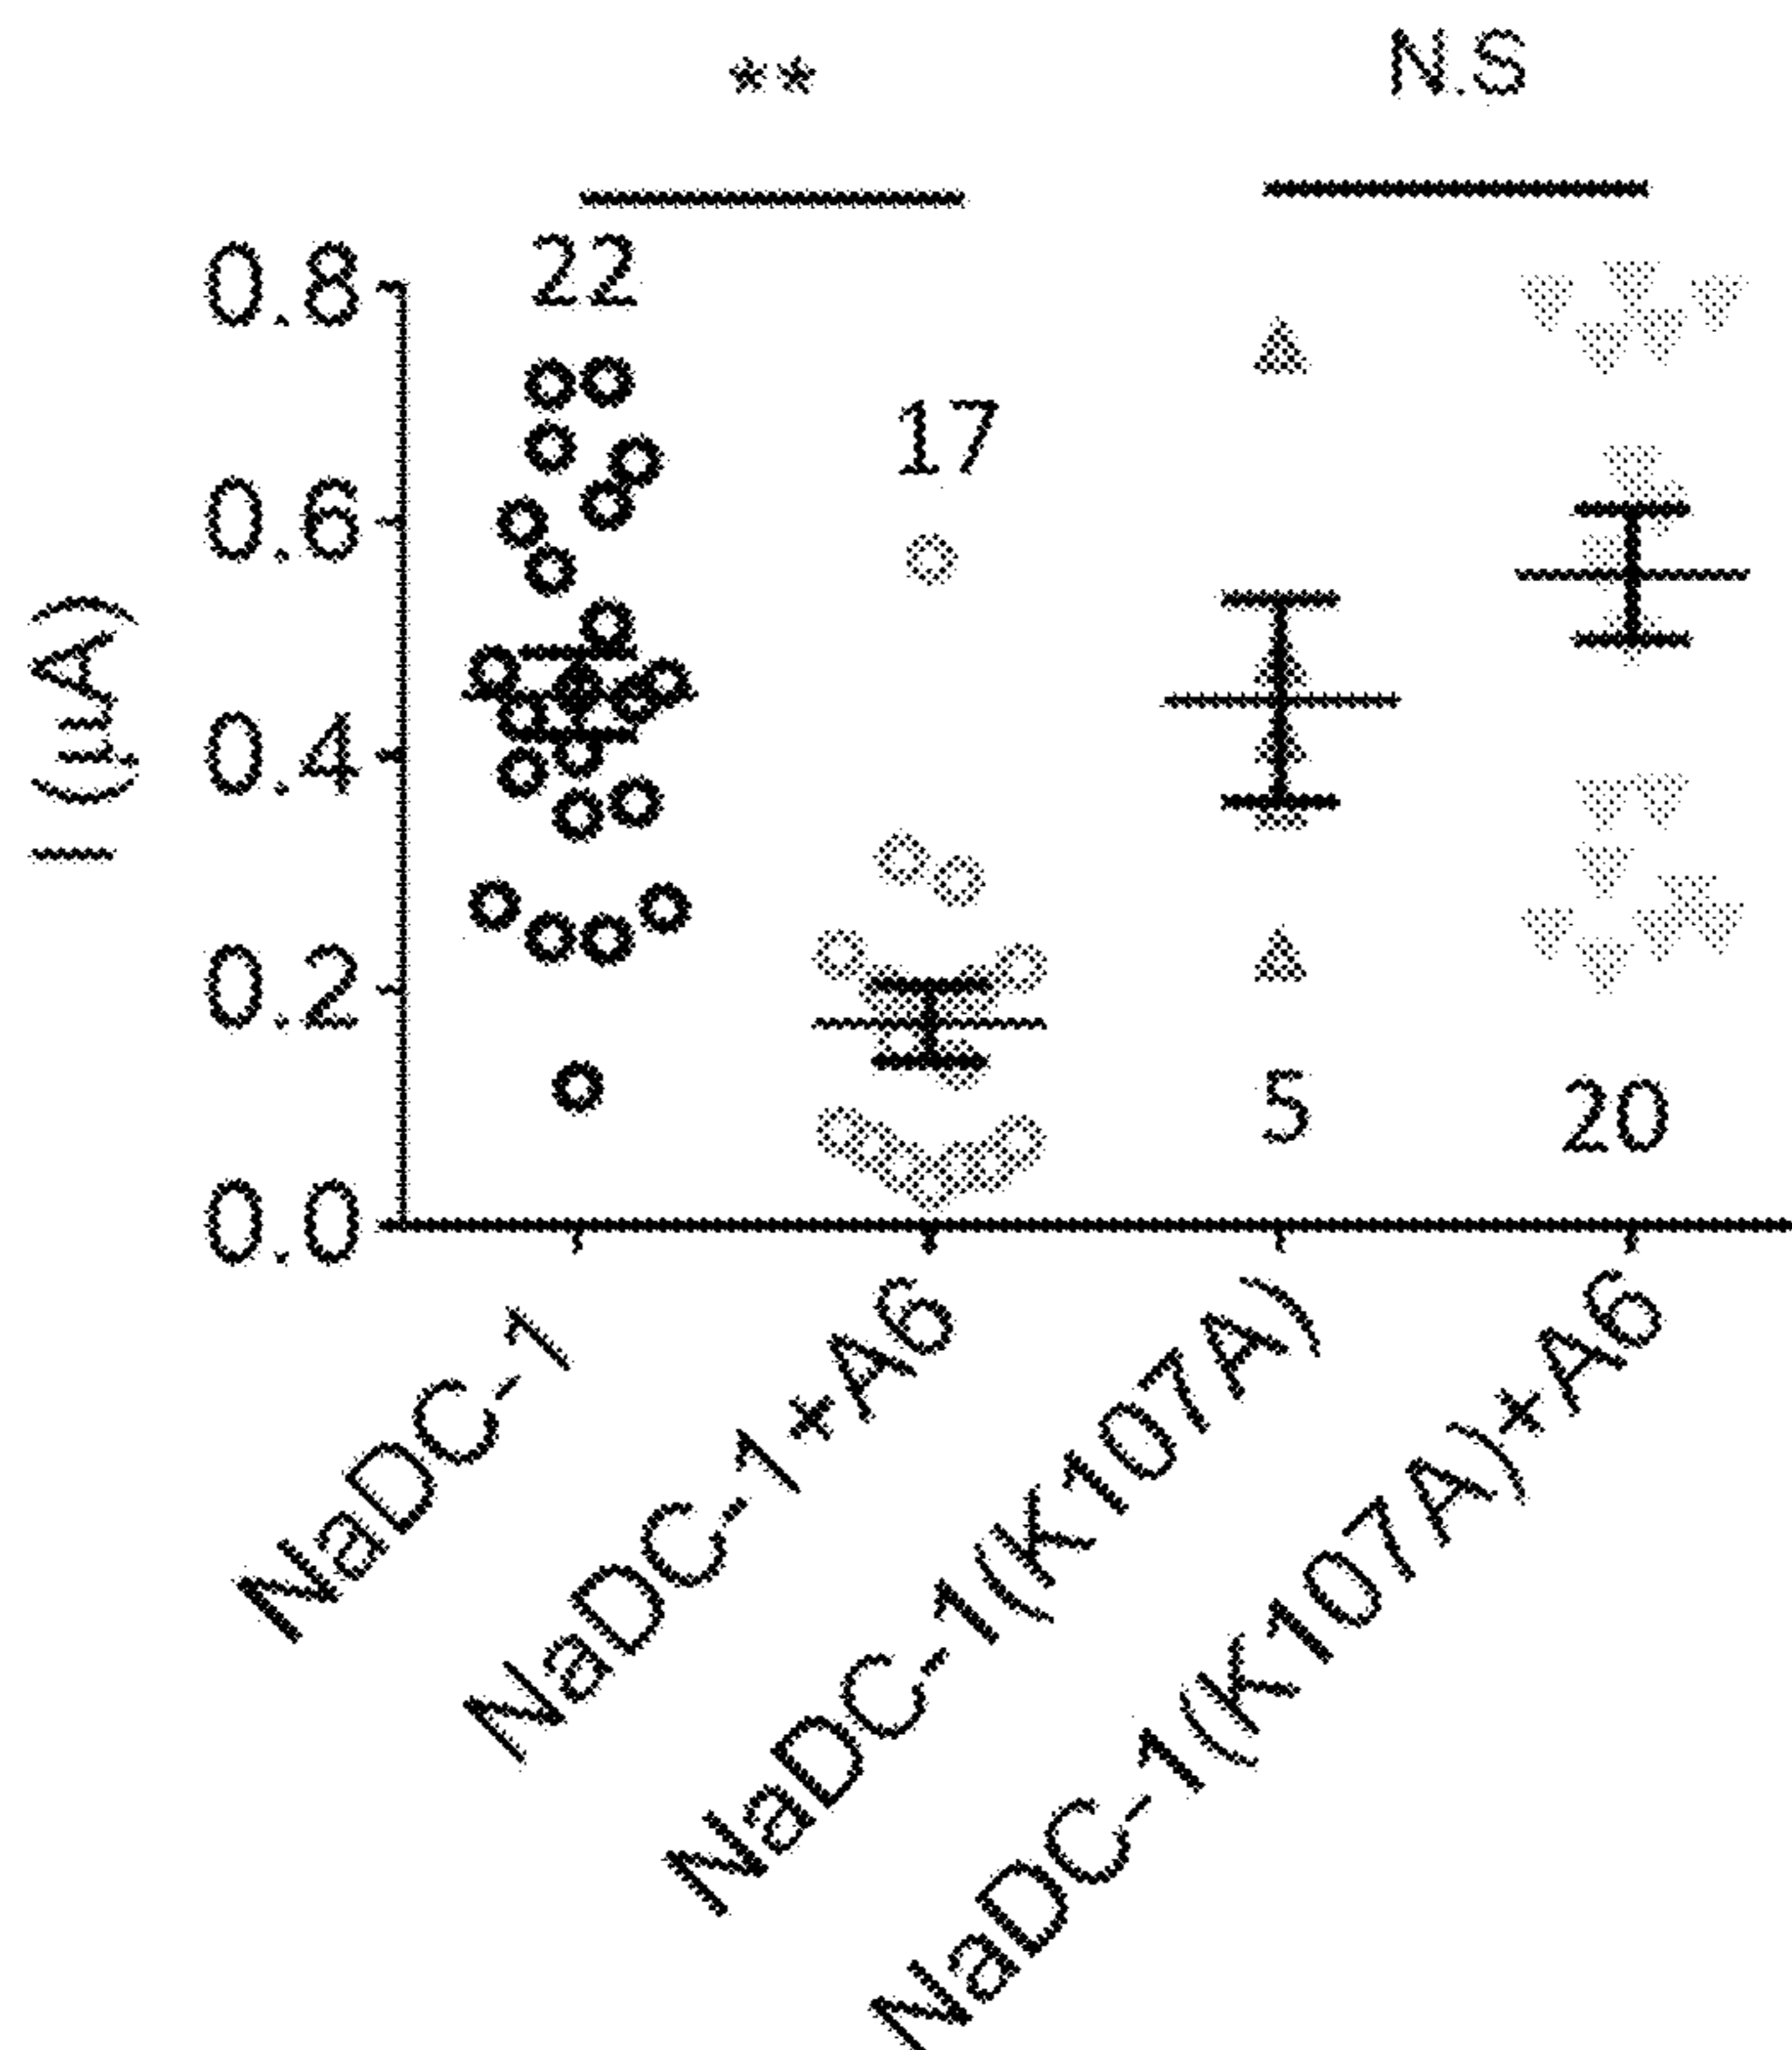 ** N.S
0.8 22
17
0.6
I (µA)
0.4
0.2
5 20
0.0
NaDC-1
NaDC-1+A6
NaDC-1(K107A)
NaDC-1(K107A)+A6